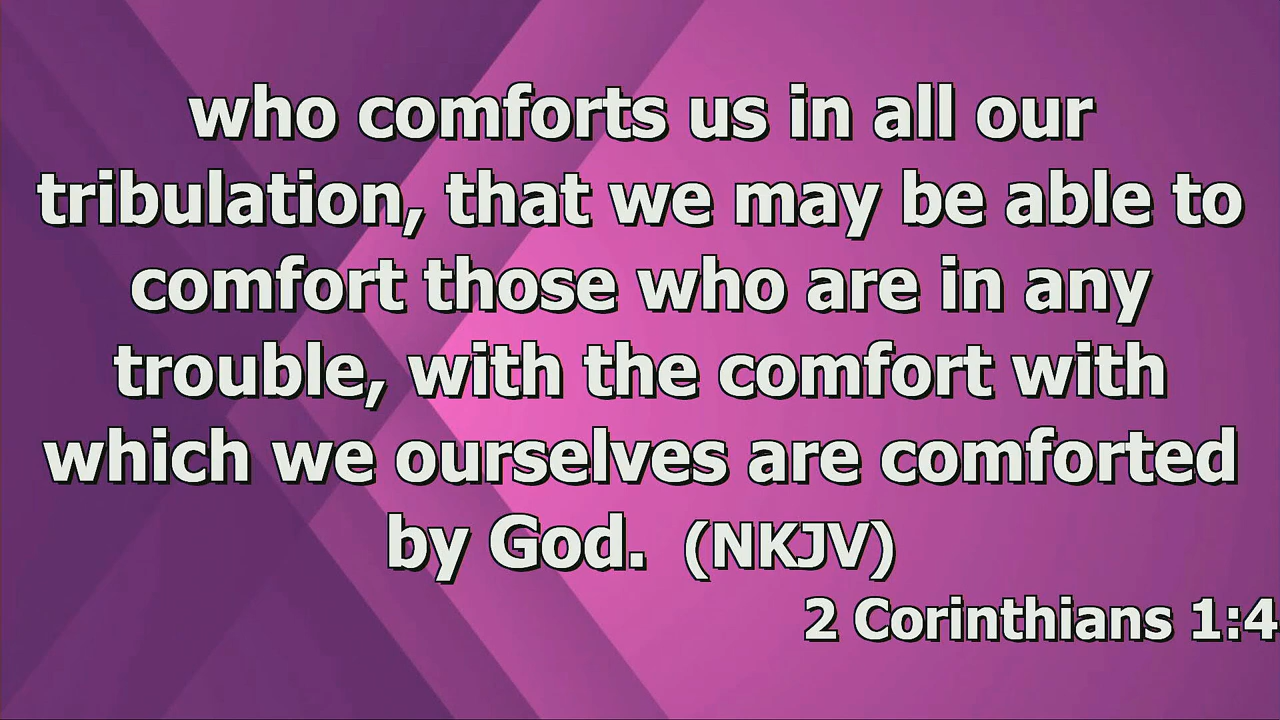 who comforts us in all our
tribulation, that we may be able to
comfort those who are in any
trouble, with the comfort with
which we ourselves are comforted
by God. (NKJV)
2 Corinthians 1:4